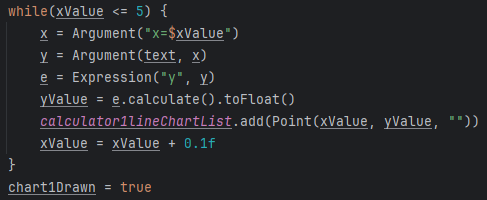 while(xValue <= 5) {
x = Argument("x=$xValue")
y = Argument(text, x)
e = Expression("y", y)
yValue = e.calculate().toFloat()
calculator1lineChartList.add(Point(xValue, yValue, ""))
xValue = xValue + 0.1f
}
chart1Drawn = true